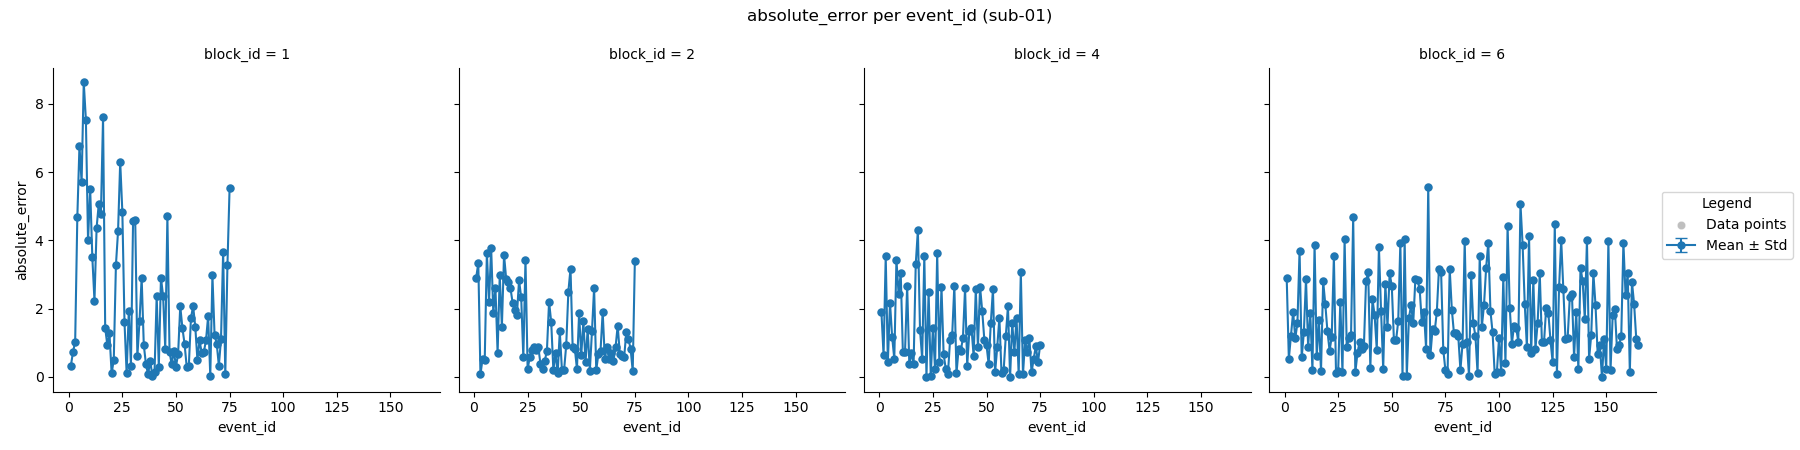 absolute_error per event_id (sub-01)
block_id = 1
block_id = 2
block_id = 4
block_id = 6
absolute_error
8
6
4
2
0
0 25 50 75 100 125 150
0 25 50 75 100 125 150
0 25 50 75 100 125 150
0 25 50 75 100 125 150
event_id
event_id
event_id
event_id
Legend
Data points
Mean ± Std